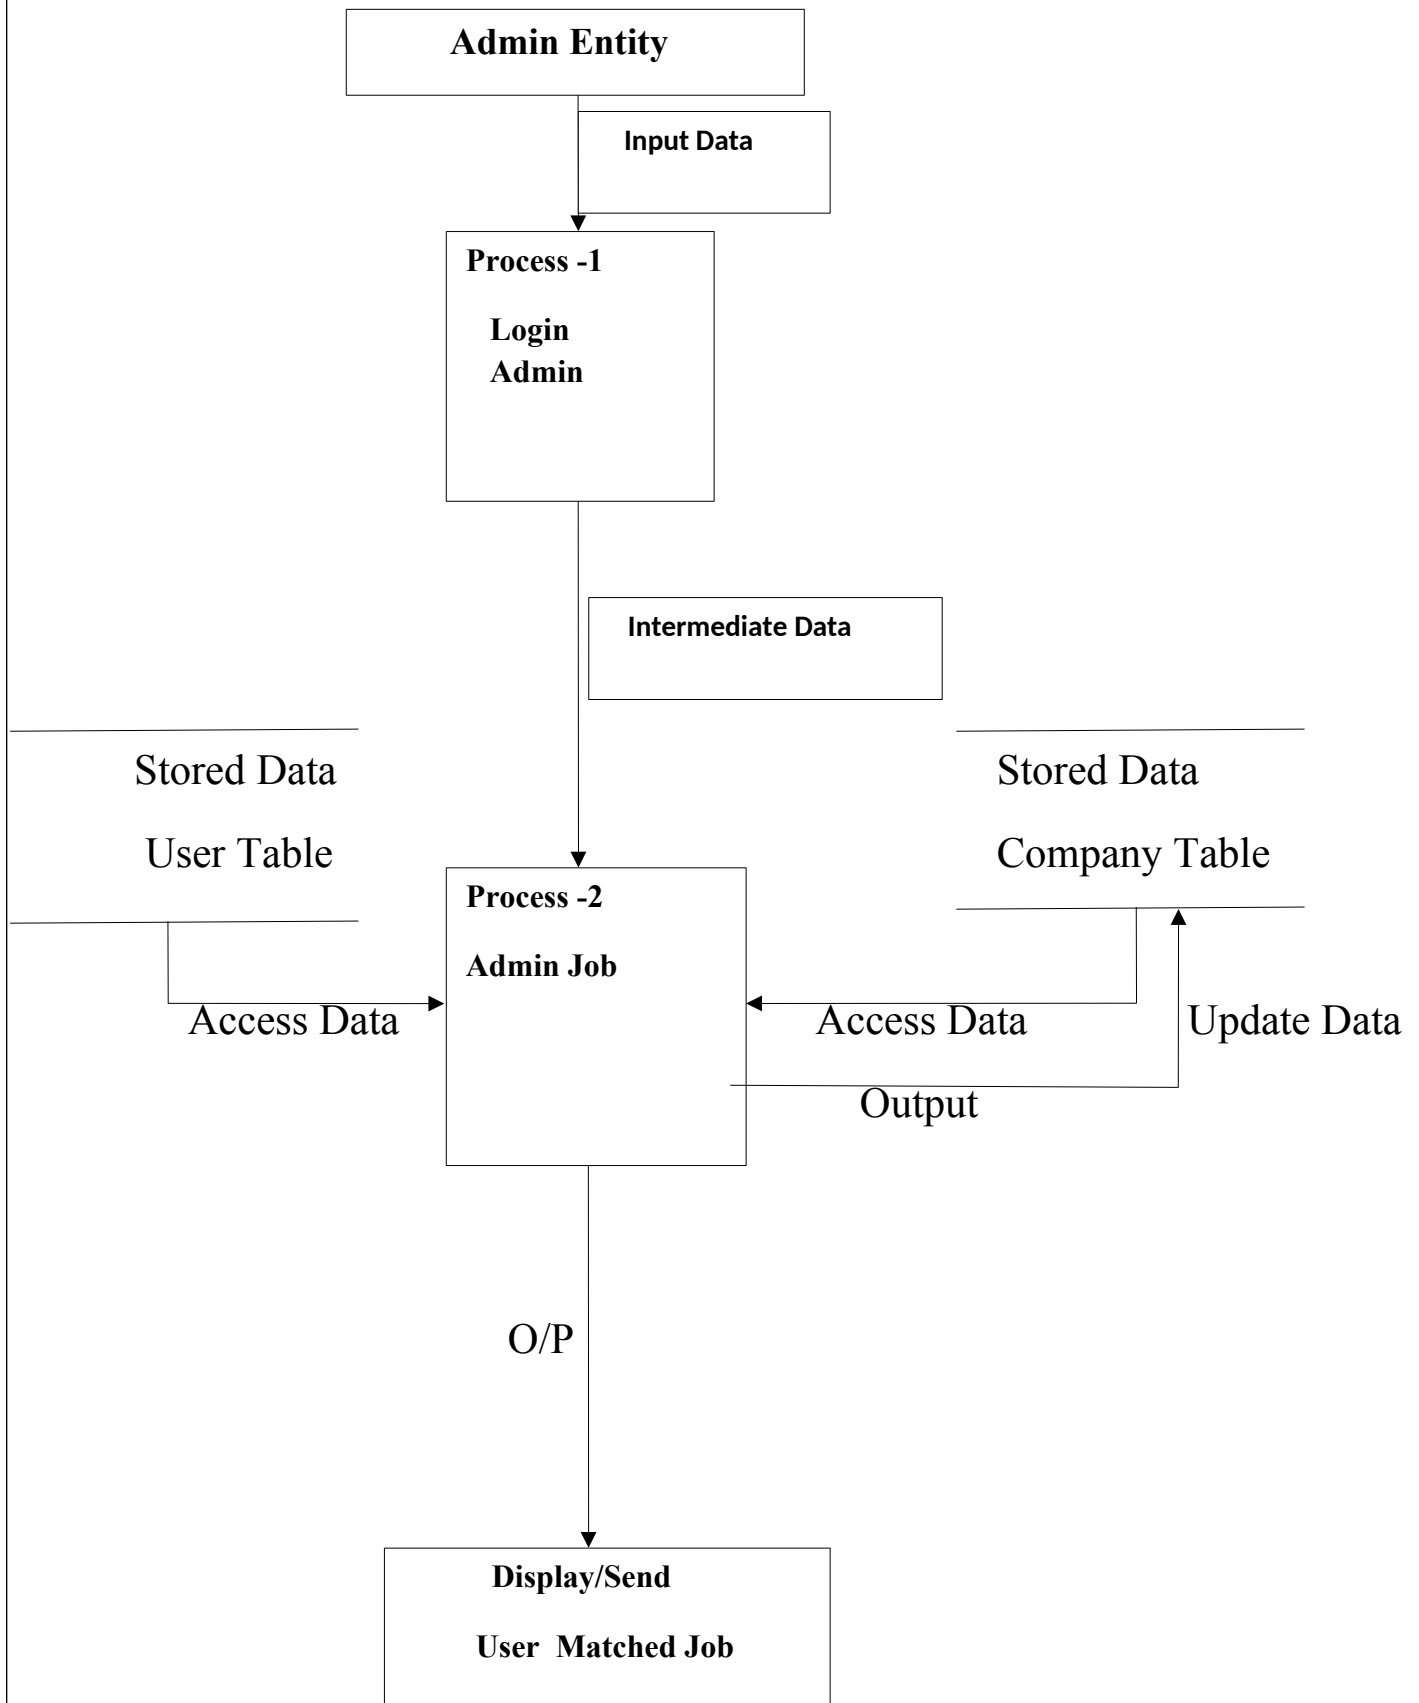 Admin Entity
Input Data
Process -1
Login
Admin
Intermediate Data
Stored Data
User Table
Stored Data
Company Table
Process -2
Admin Job
Access Data
Access Data
Update Data
Output
O/P
Display/Send
User Matched Job